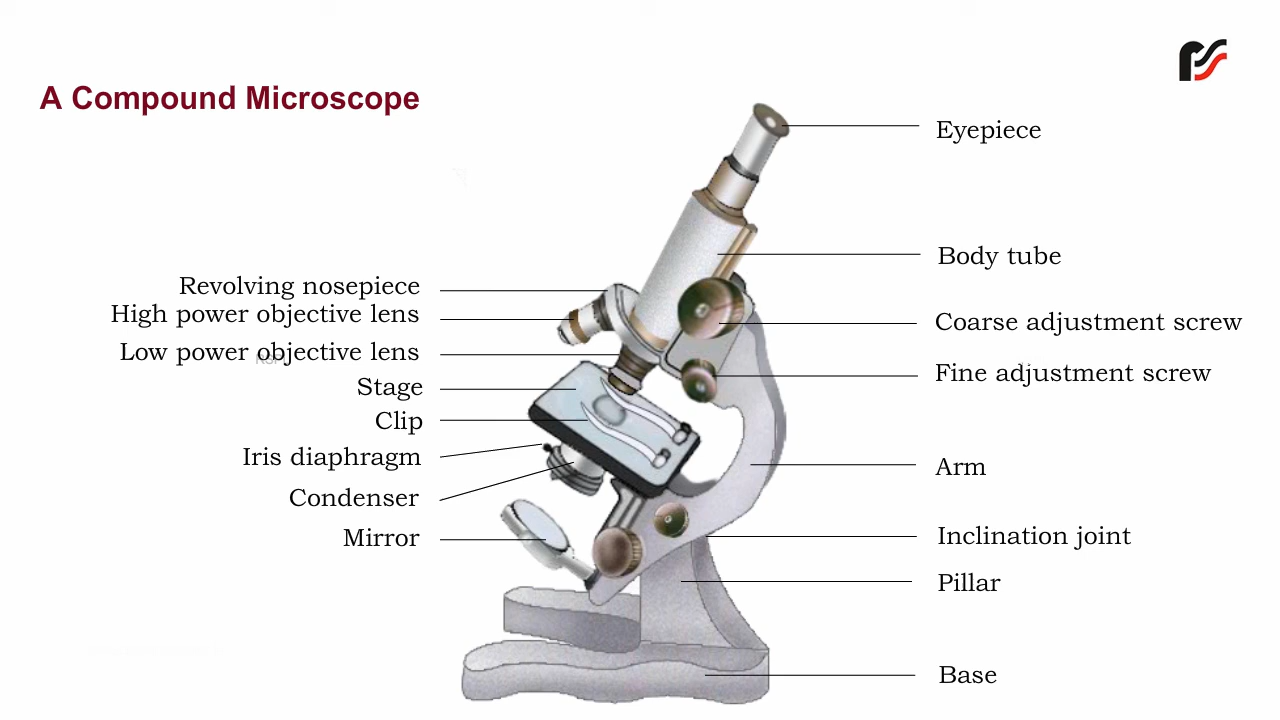 A Compound Microscope
Eyepiece
Body tube
Revolving nosepiece
High power objective lens
Coarse adjustment screw
Low power objective lens
Fine adjustment screw
Stage
Clip
Iris diaphragm
Arm
Condenser
Mirror
Inclination joint
Pillar
Base